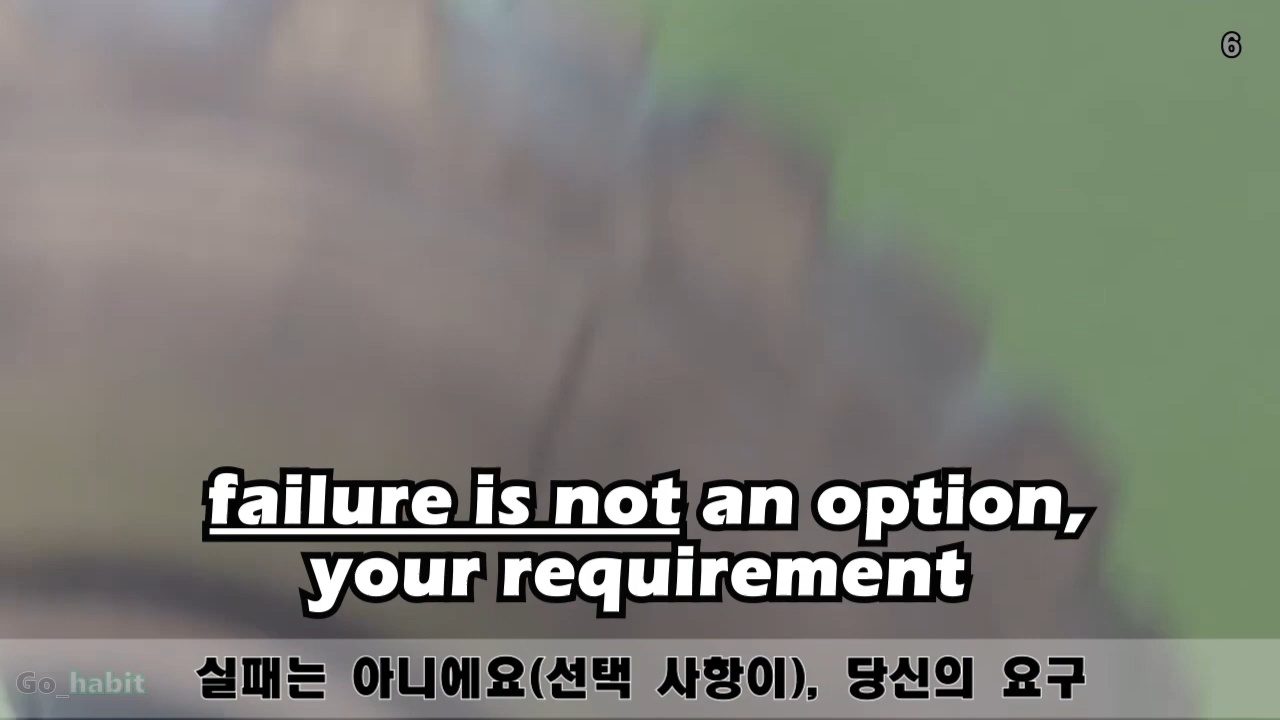 6
failure is not an option,
your requirement
실패는 아니에요(선택 사항이), 당신의 요구
Go_habit